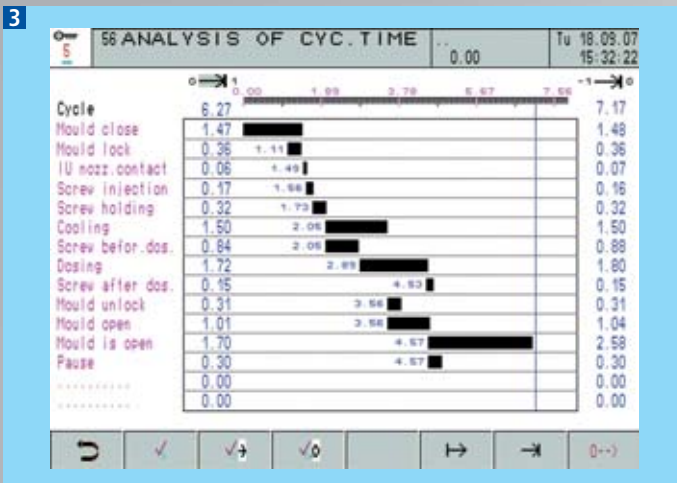 3
5
56 ANALYSIS OF CYC.TIME
..
0.00
Tu 18.09.07
15:32:22
0 1
-1 0
0.00 1.89 3.78 5.67 7.56
Cycle 6.27 7.17
Mould close 1.47 1.48
Mould lock 0.36 1.11 0.36
IU nozz.contact 0.06 1.49 0.07
Screw injection 0.17 1.56 0.16
Screw holding 0.32 1.73 0.32
Cooling 1.50 2.05 1.50
Screw befor.dos. 0.84 2.05 0.88
Dosing 1.72 2.89 1.80
Screw after dos. 0.15 4.53 0.15
Mould unlock 0.31 3.56 0.31
Mould open 1.01 3.56 1.04
Mould is open 1.70 4.57 2.58
Pause 0.30 4.57 0.30
.......... 0.00 0.00
.......... 0.00 0.00
0
0-->